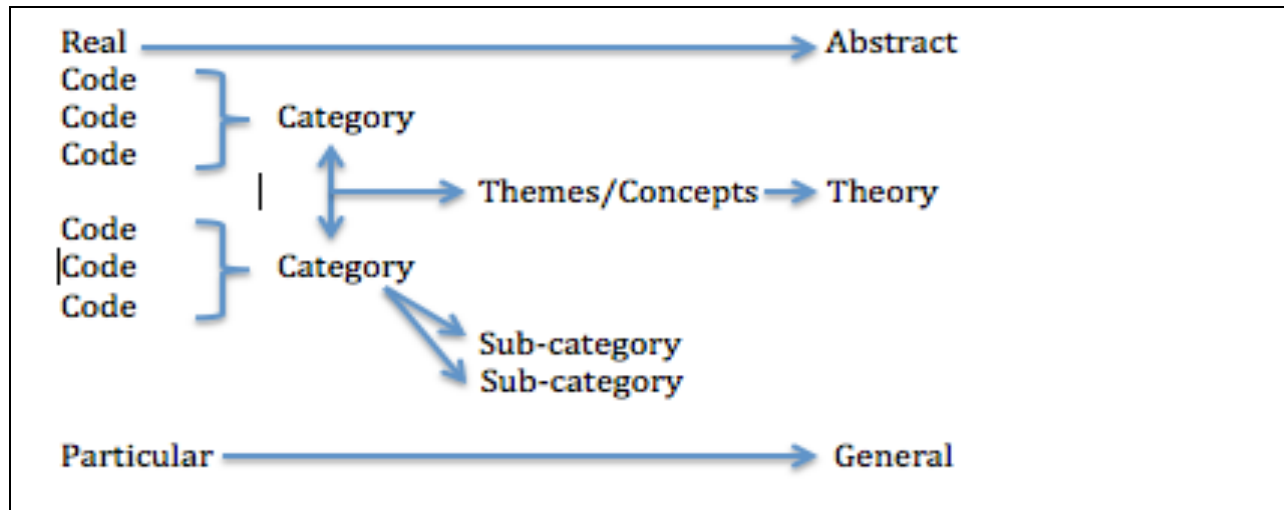 Real Abstract
Code
Code Category
Code
Themes/Concepts Theory
Code
Code Category
Code
Sub-category
Sub-category
Particular General